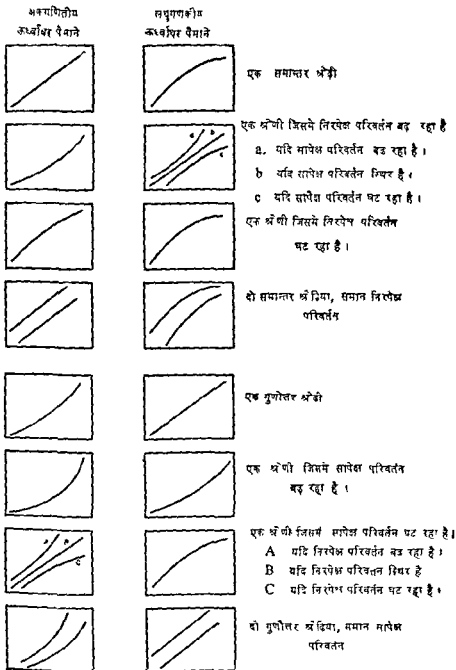 अंकगणितीय
ऊर्ध्वाधर पैमाने
लघुगणकीय
ऊर्ध्वाधर पैमाने
एक समान्तर श्रेढ़ी
एक श्रेणी जिसमें निरपेक्ष परिवर्तन बढ़ रहा है
a. यदि सापेक्ष परिवर्तन बढ रहा है।
b यदि सापेक्ष परिवर्तन स्थिर है।
c यदि सापेक्ष परिवर्तन घट रहा है।
a b
c
एक श्रेणी जिसमें निरपेक्ष परिवर्तन
घट रहा है।
दो समान्तर श्रेढ़िया, समान निरपेक्ष
परिवर्तन
एक गुणोत्तर श्रेढी
एक श्रेणी जिसमें सापेक्ष परिवर्तन
बढ़ रहा है।
एक श्रेणी जिसमें सापेक्ष परिवर्तन घट रहा है।
A यदि निरपेक्ष परिवर्तन बढ रहा है।
B यदि निरपेक्ष परिवर्तन स्थिर है
C यदि निरपेक्ष परिवर्तन घट रहा है।
दो गुणोत्तर श्रेढिया, समान सापेक्ष
परिवर्तन